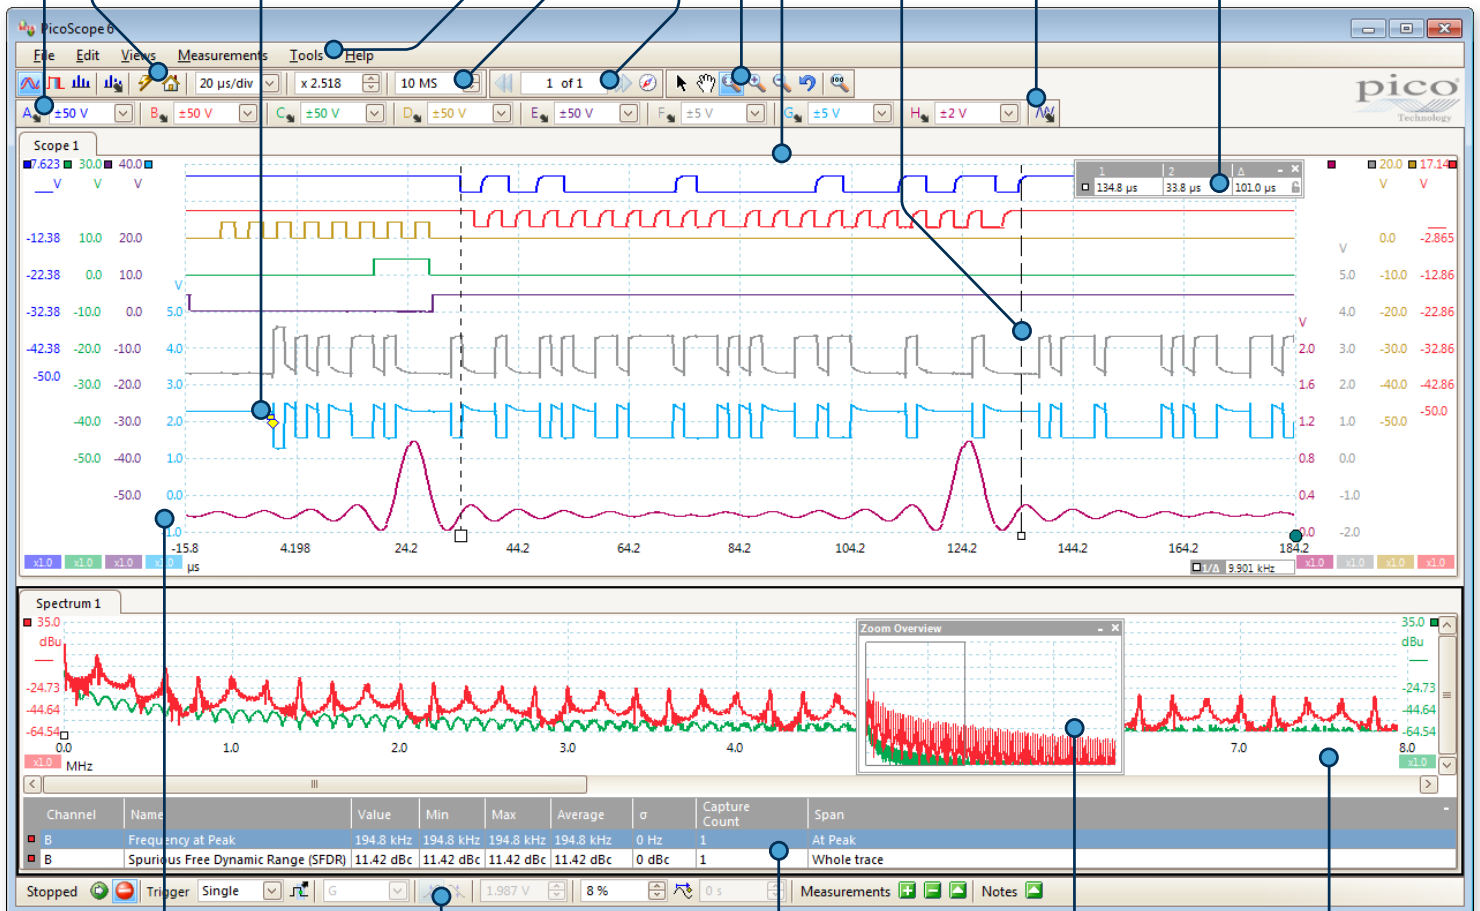 PicoScope 6
File Edit Views Measurements Tools Help
20 µs/div x 2.518 10 MS 1 of 1
pico
Technology
A ±50 V B ±50 V C ±50 V D ±50 V E ±50 V F ±5 V G ±5 V H ±2 V
Scope 1
7.623 30.0 40.0 20.0 17.14
V V V V V
1 2 Δ
134.8 µs 33.8 µs 101.0 µs
-12.38 10.0 20.0 0.0 -2.865
V
-22.38 0.0 10.0 5.0 -10.0 -12.86
V
-32.38 -10.0 0.0 5.0 4.0 -20.0 -22.86
V
-42.38 -20.0 -10.0 4.0 2.0 3.0 -30.0 -32.86
-50.0 -30.0 -20.0 3.0 1.6 2.0 -40.0 -42.86
-50.0
-40.0 -30.0 2.0 1.2 1.0 -50.0
-50.0 -40.0 1.0 0.8 0.0
-50.0 0.0 0.4 -1.0
-1.0 0.0 -2.0
-15.8 4.198 24.2 44.2 64.2 84.2 104.2 124.2 144.2 164.2 184.2
x1.0 x1.0 x1.0 x1.0 µs 1/Δ 9.901 kHz x1.0 x1.0 x1.0 x1.0
Spectrum 1
35.0 35.0
dBu dBu
Zoom Overview
-24.73 -24.73
-44.64 -44.64
-64.54 -64.54
0.0 1.0 2.0 3.0 4.0 7.0 8.0
x1.0 MHz x1.0
Channel Name Value Min Max Average σ Capture Count Span
B Frequency at Peak 194.8 kHz 194.8 kHz 194.8 kHz 194.8 kHz 0 Hz 1 At Peak
B Spurious Free Dynamic Range (SFDR) 11.42 dBc 11.42 dBc 11.42 dBc 11.42 dBc 0 dBc 1 Whole trace
Stopped Trigger Single G 1.987 V 8 % 0 s Measurements Notes